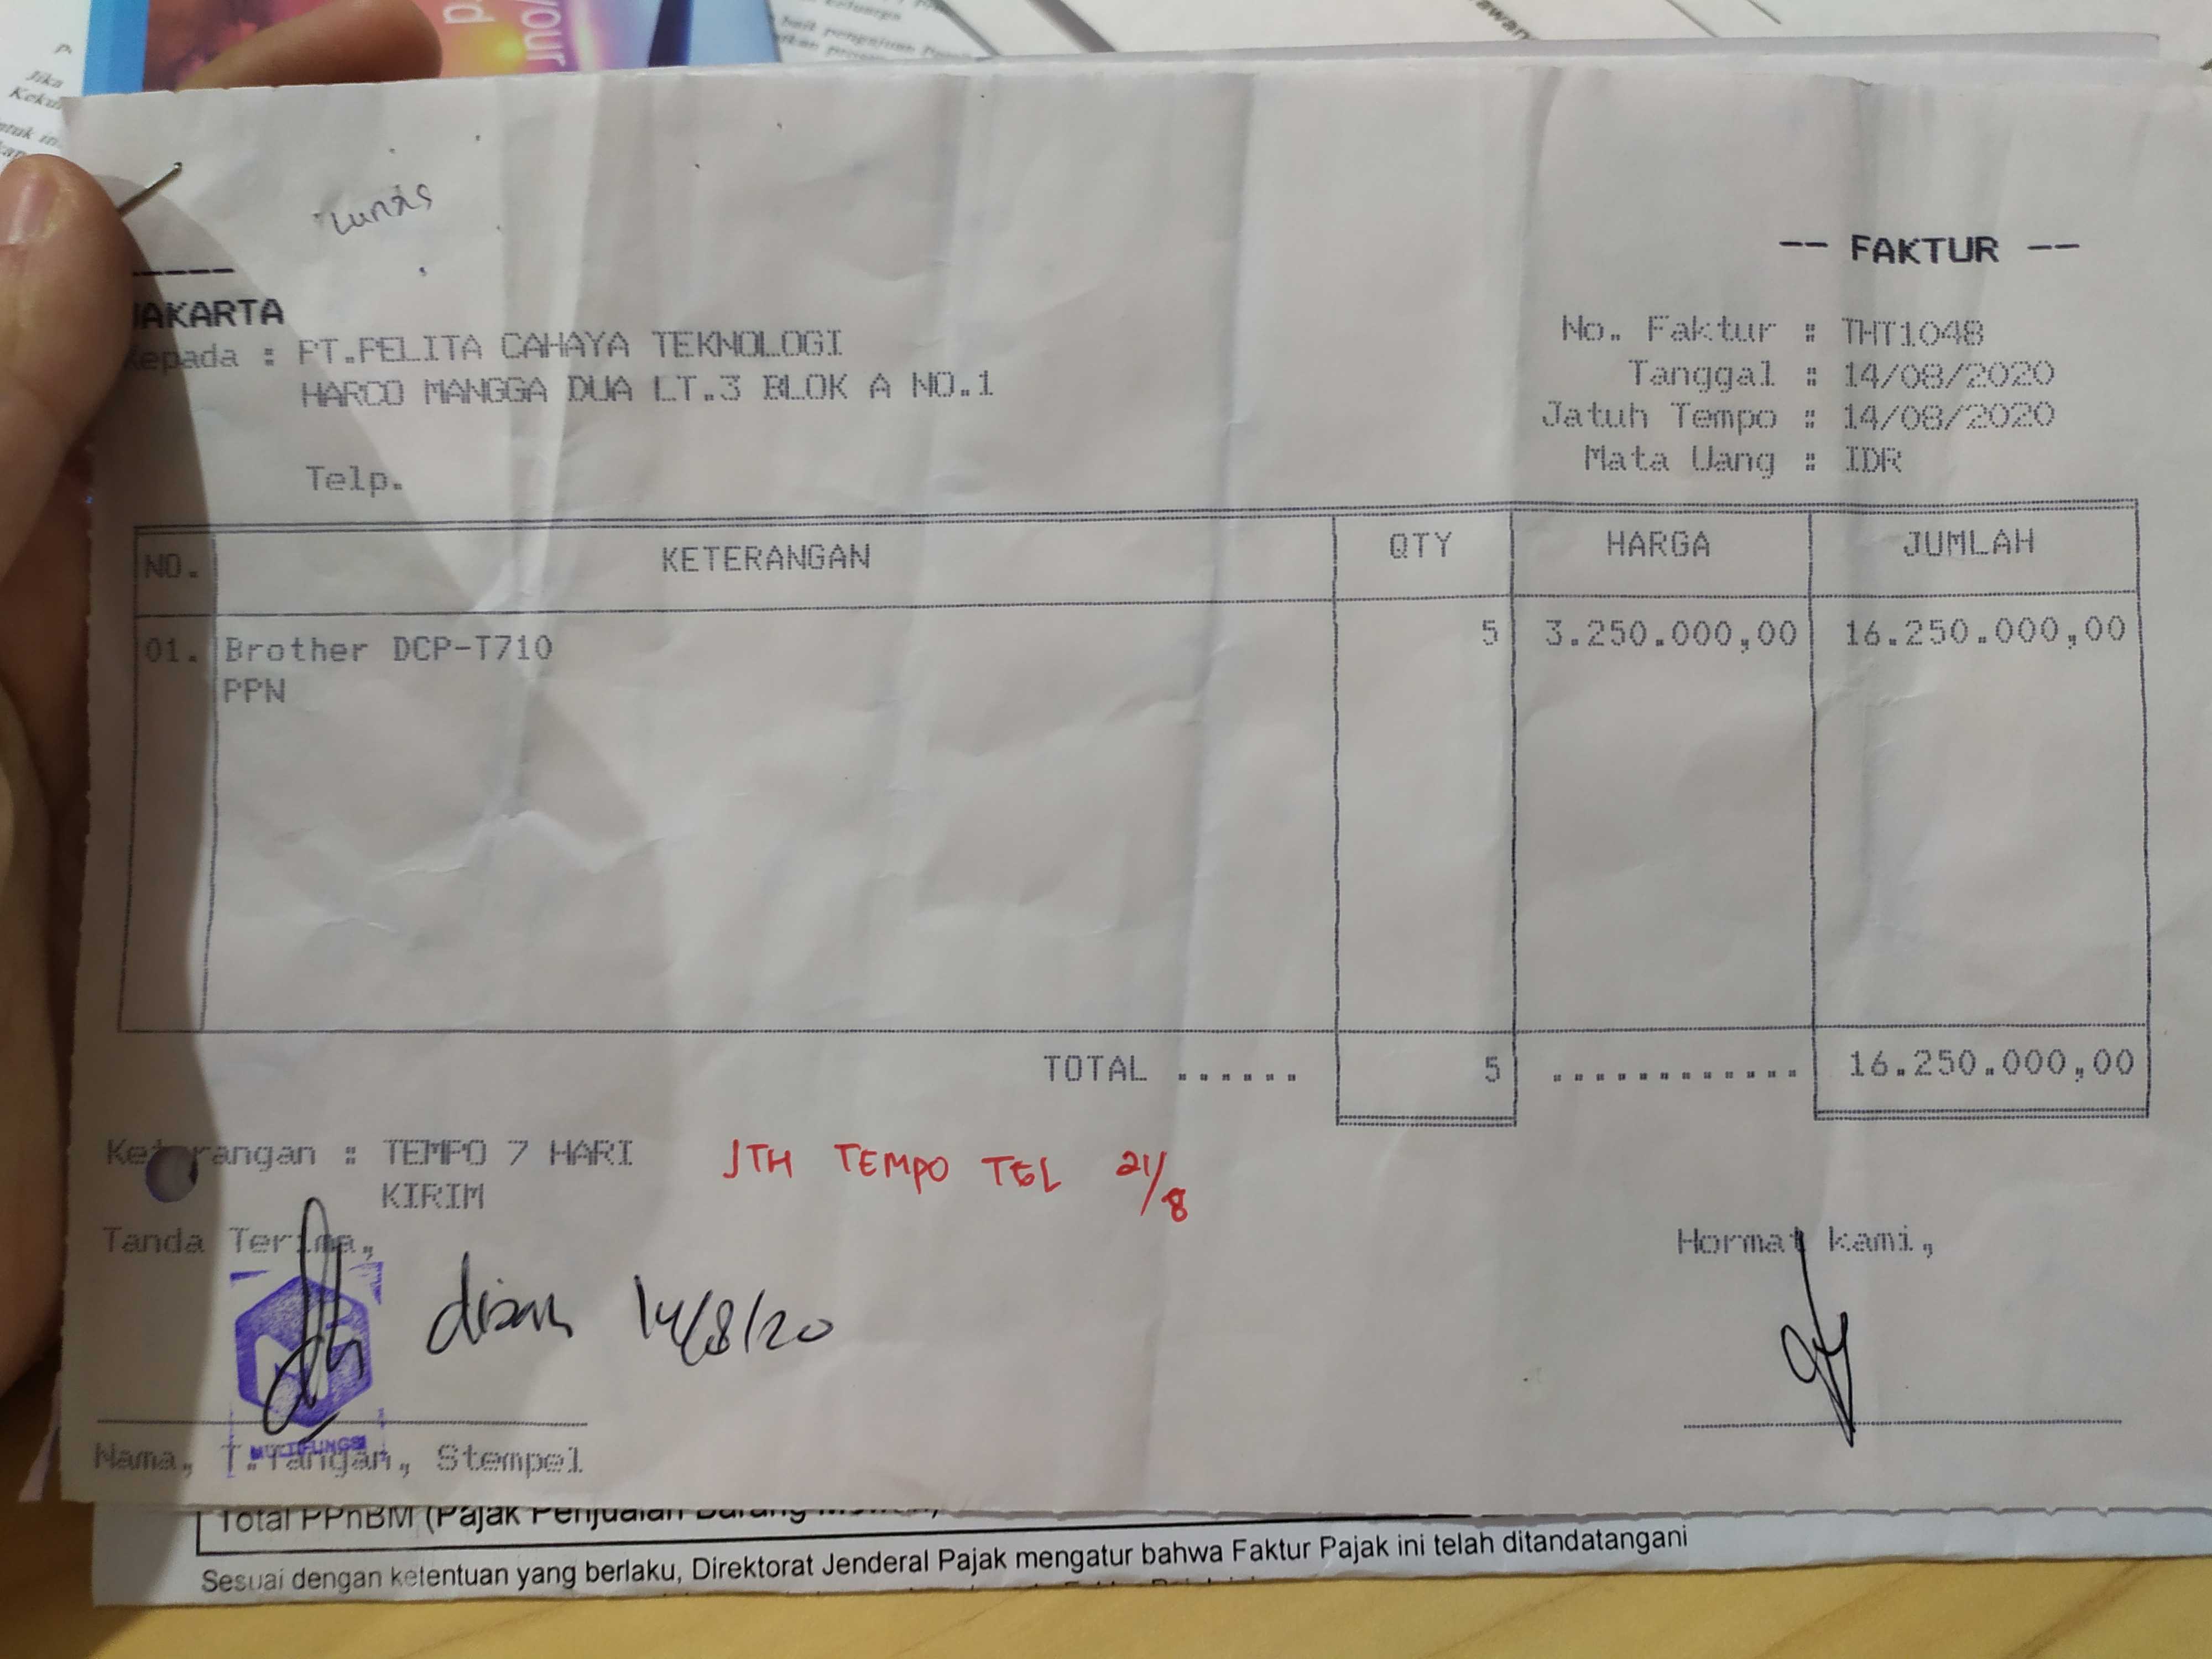 Lunas
-- FAKTUR --
JAKARTA
Kepada : PT.PELITA CAHAYA TEKNOLOGI
HARCO MANGGA DUA LT.3 BLOK A NO.1
Telp.
No. Faktur : THT1048
Tanggal : 14/08/2020
Jatuh Tempo : 14/08/2020
Mata Uang : IDR
NO. KETERANGAN QTY HARGA JUMLAH
01. Brother DCP-T710 5 3.250.000,00 16.250.000,00
PPN
TOTAL ...... 5 ............ 16.250.000,00
Keterangan : TEMPO 7 HARI
KIRIM
JTH TEMPO TGL 21/8
Tanda Terima,
Hormat kami,
14/8/20
MULTIFUNGSI
Nama, T.Tangan, Stempel
Total PPnBM (Pajak Penjualan Barang
Sesuai dengan ketentuan yang berlaku, Direktorat Jenderal Pajak mengatur bahwa Faktur Pajak ini telah ditandatangani